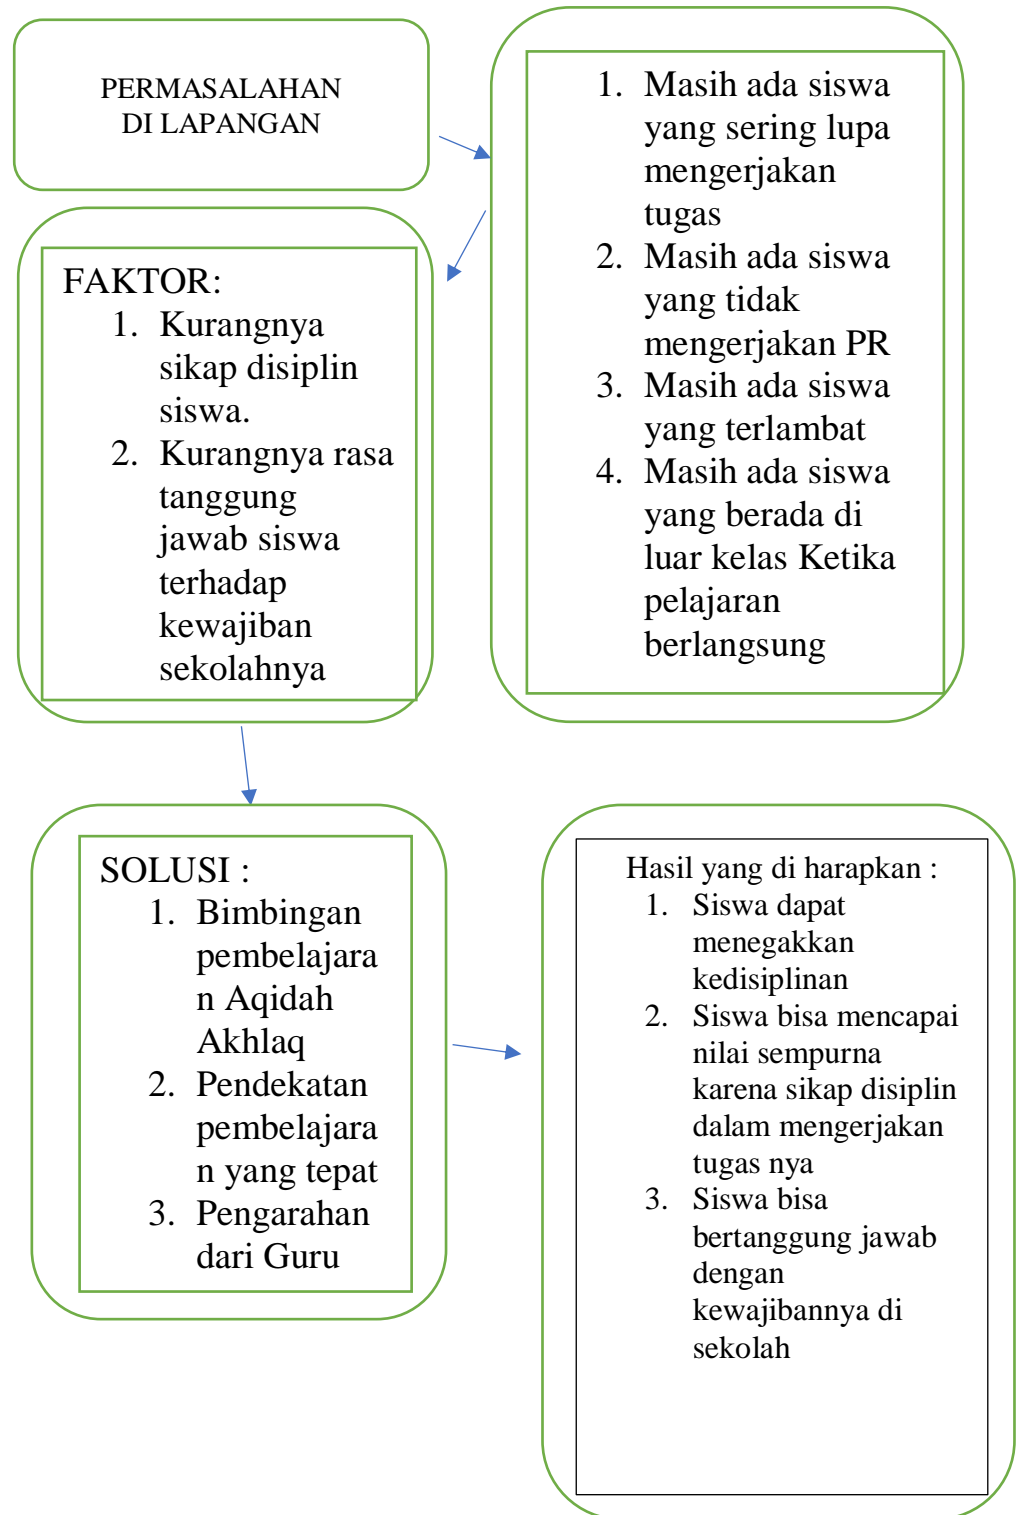 PERMASALAHAN
DI LAPANGAN
1. Masih ada siswa
yang sering lupa
mengerjakan
tugas
2. Masih ada siswa
yang tidak
mengerjakan PR
3. Masih ada siswa
yang terlambat
4. Masih ada siswa
yang berada di
luar kelas Ketika
pelajaran
berlangsung
FAKTOR:
1. Kurangnya
sikap disiplin
siswa.
2. Kurangnya rasa
tanggung
jawab siswa
terhadap
kewajiban
sekolahnya
SOLUSI :
1. Bimbingan
pembelajara
n Aqidah
Akhlaq
2. Pendekatan
pembelajara
n yang tepat
3. Pengarahan
dari Guru
Hasil yang di harapkan :
1. Siswa dapat
menegakkan
kedisiplinan
2. Siswa bisa mencapai
nilai sempurna
karena sikap disiplin
dalam mengerjakan
tugas nya
3. Siswa bisa
bertanggung jawab
dengan
kewajibannya di
sekolah